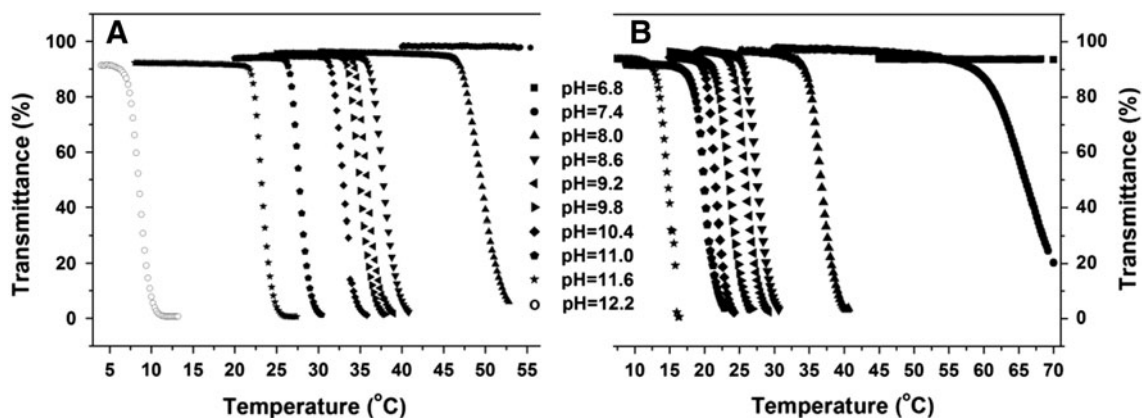 A
B
Transmittance (%)
100
80
60
40
20
0
5 10 15 20 25 30 35 40 45 50 55
Temperature (°C)
pH=6.8
pH=7.4
pH=8.0
pH=8.6
pH=9.2
pH=9.8
pH=10.4
pH=11.0
pH=11.6
pH=12.2
10 15 20 25 30 35 40 45 50 55 60 65 70
Temperature (°C)
100
80
60
40
20
0
Transmittance (%)